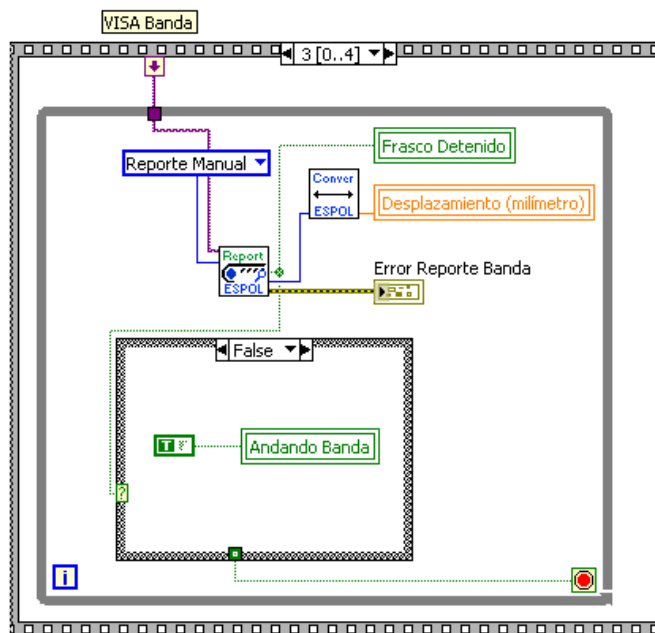 VISA Banda
3 [0..4]
Reporte Manual
Frasco Detenido
Conver
ESPOL
Desplazamiento (milímetro)
Report
ESPOL
Error Reporte Banda
False
T
Andando Banda
?
i